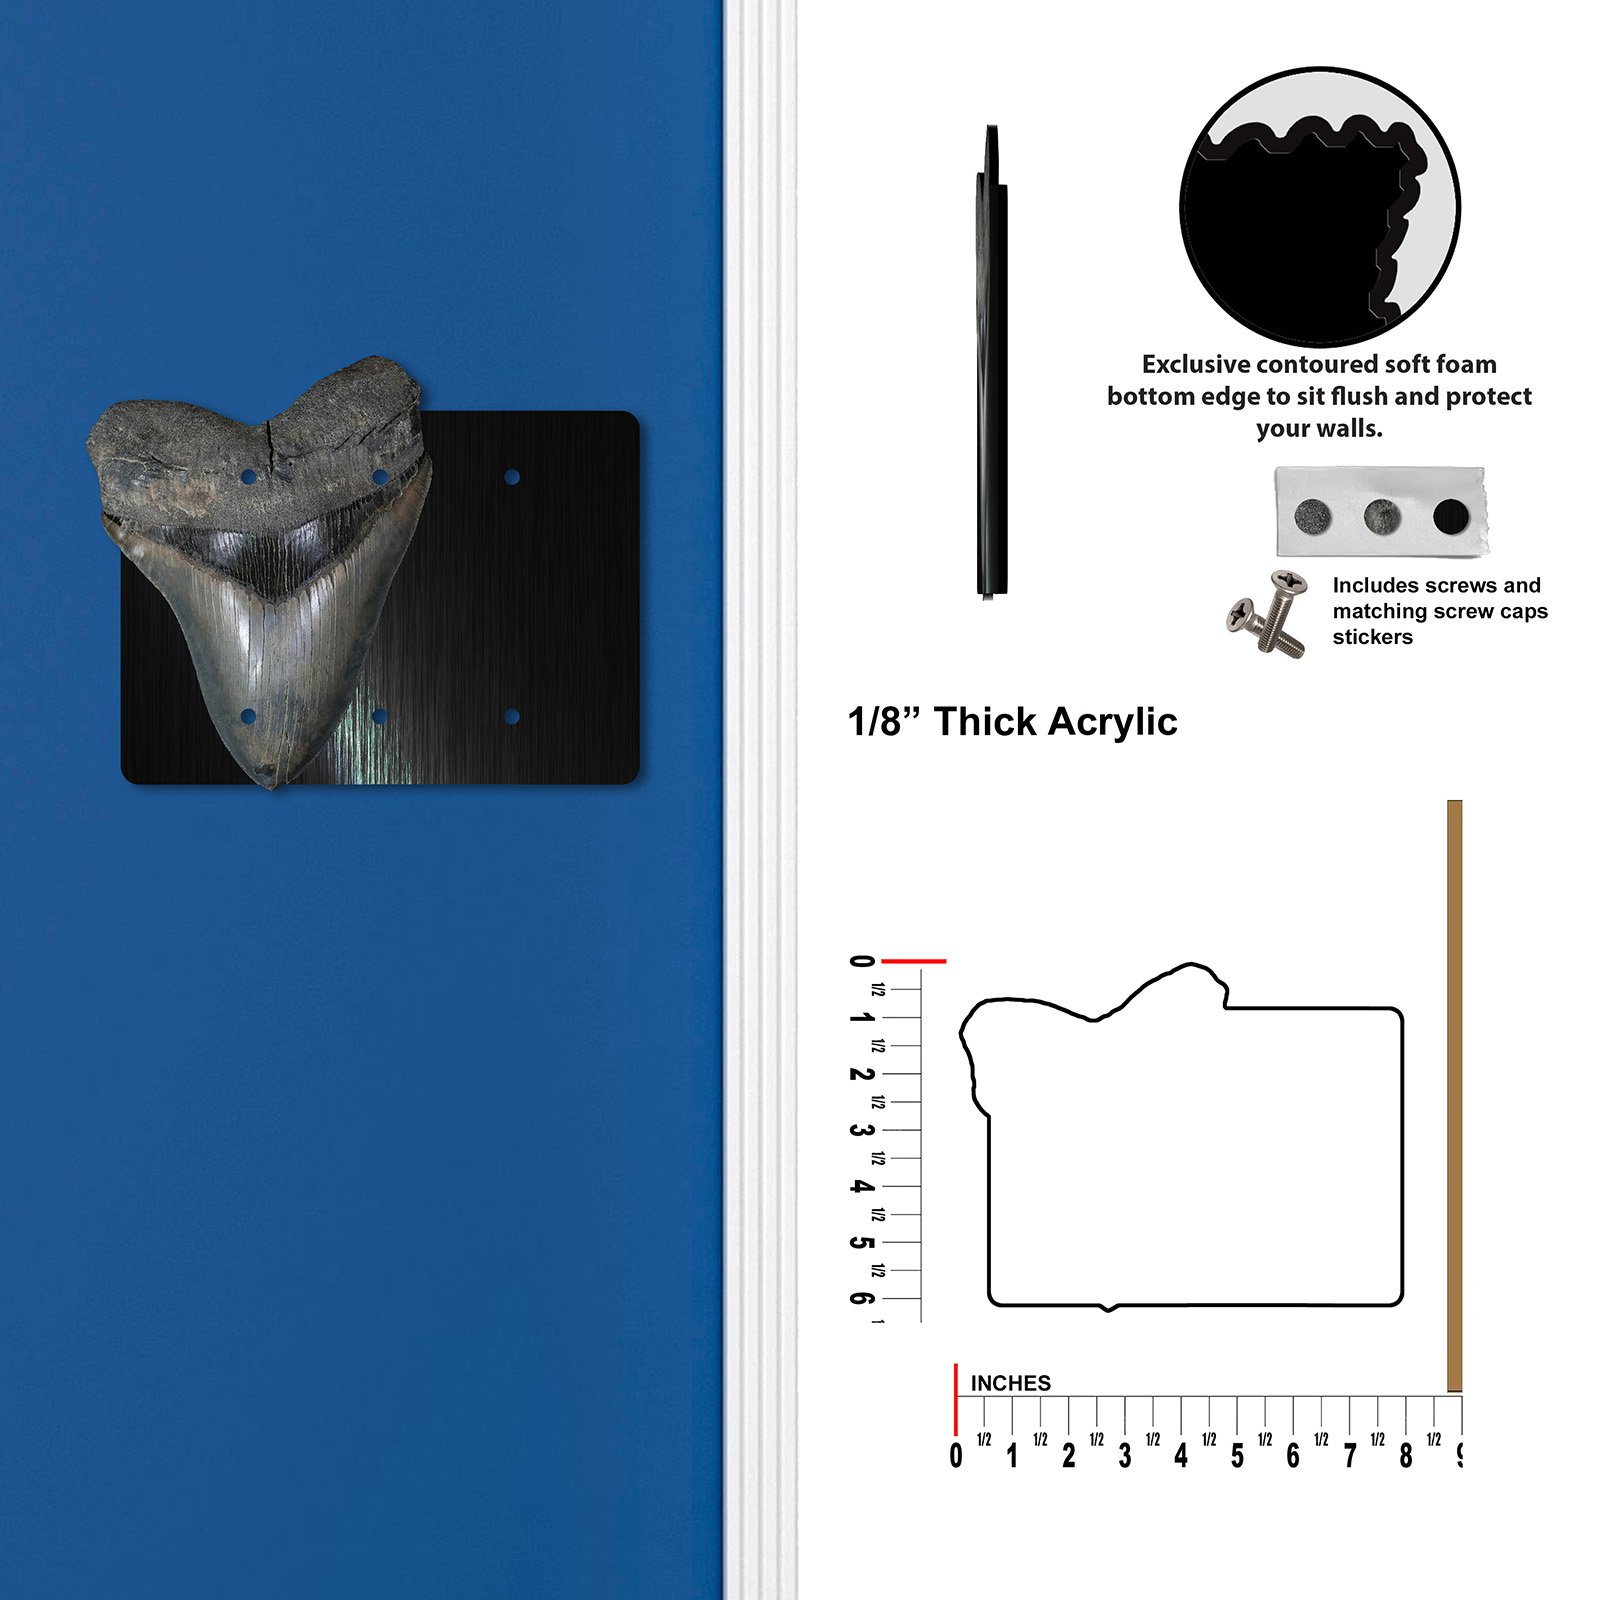 Exclusive contoured soft foam
bottom edge to sit flush and protect
your walls.
Includes screws and
matching screw caps
stickers
1/8” Thick Acrylic
0
1/2
1
1/2
2
1/2
3
1/2
4
1/2
5
1/2
6
INCHES
0 1/2 1 1/2 2 1/2 3 1/2 4 1/2 5 1/2 6 1/2 7 1/2 8 1/2 9